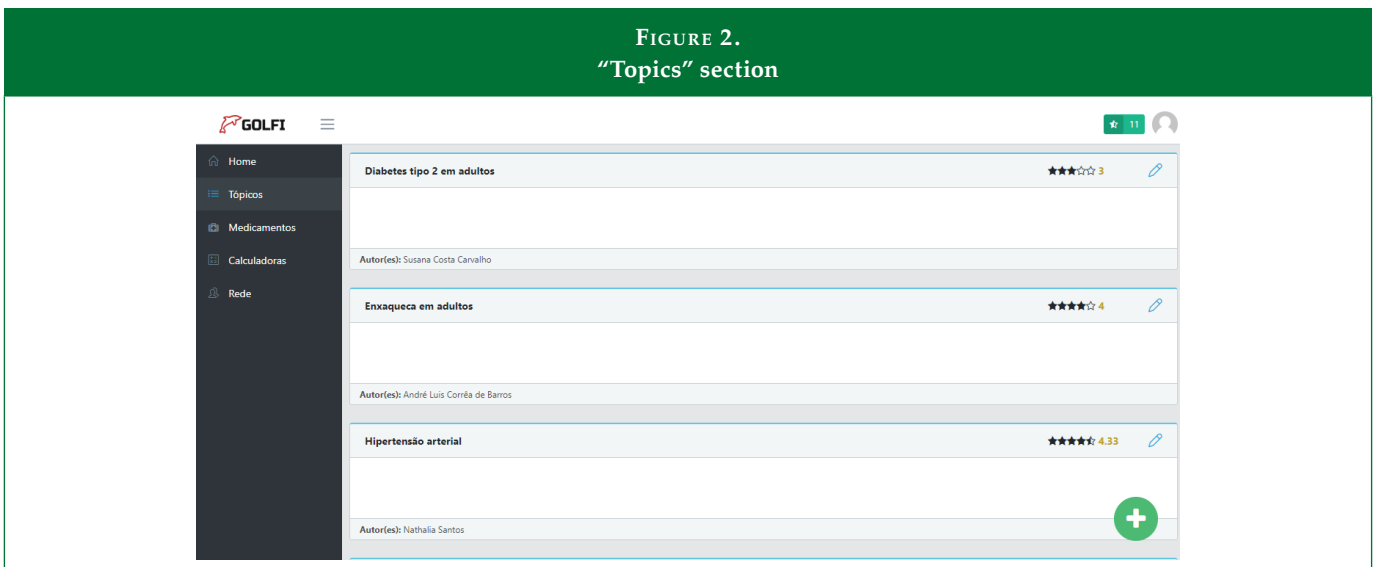 FIGURE 2.
“Topics” section
GOLFI
11
Home
Tópicos
Medicamentos
Calculadoras
Rede
Diabetes tipo 2 em adultos
3
Autor(es): Susana Costa Carvalho
Enxaqueca em adultos
4
Autor(es): André Luis Corrêa de Barros
Hipertensão arterial
4.33
Autor(es): Nathalia Santos